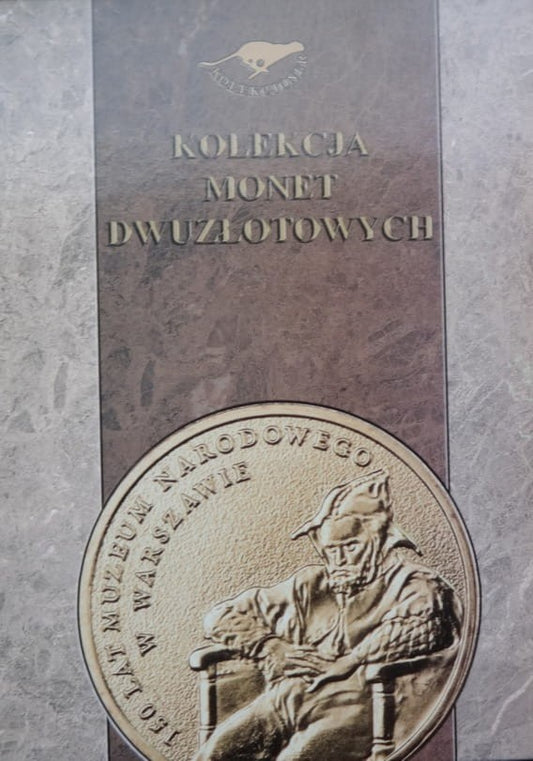 KOLEKCJONER
KOLEKCJA
MONET
DWUZŁOTOWYCH
150 LAT MUZEUM NARODOWEGO
W WARSZAWIE